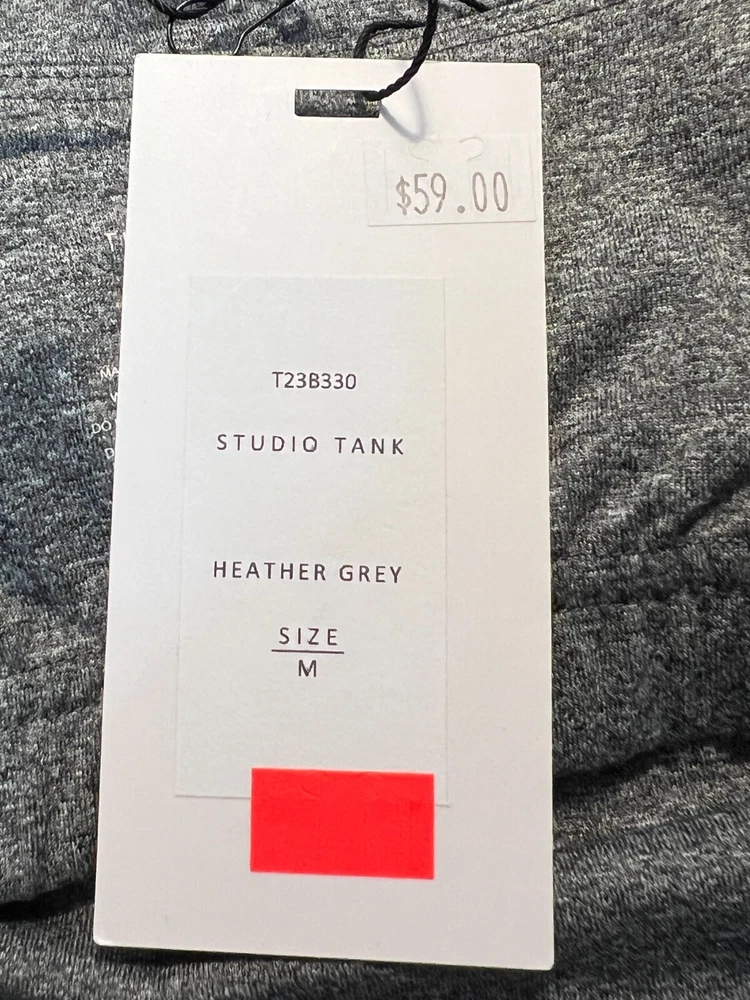 $59.00
T23B330
STUDIO TANK
HEATHER GREY
SIZE
M